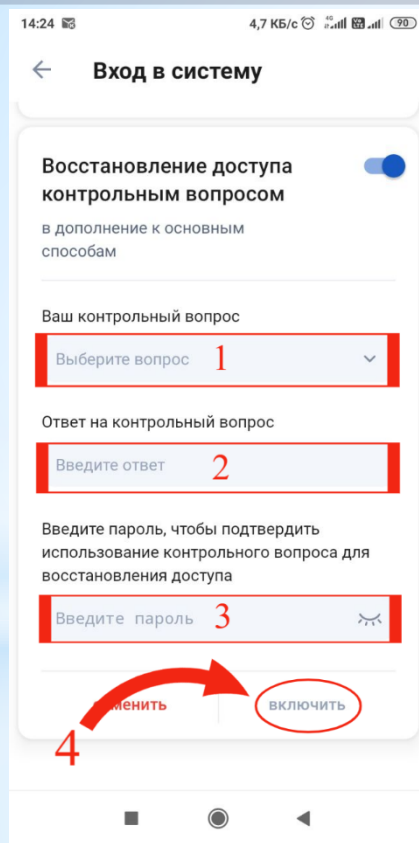 14:24 4,7 КБ/с 4G 90
Вход в систему
Восстановление доступа
контрольным вопросом
в дополнение к основным
способам
Ваш контрольный вопрос
Выберите вопрос 1
Ответ на контрольный вопрос
Введите ответ 2
Введите пароль, чтобы подтвердить
использование контрольного вопроса для
восстановления доступа
Введите пароль 3
менить ВКЛЮЧИТЬ
4